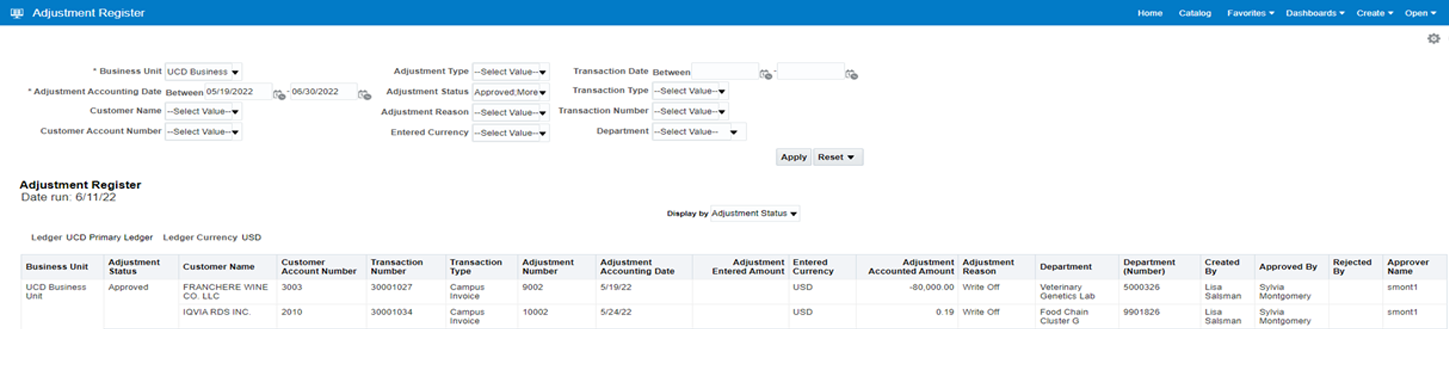 Adjustment Register
Home Catalog Favorites Dashboards Create Open
* Business Unit UCD Business Adjustment Type --Select Value-- Transaction Date Between -
* Adjustment Accounting Date Between 05/19/2022 - 06/30/2022 Adjustment Status Approved;More Transaction Type --Select Value--
Customer Name --Select Value-- Adjustment Reason --Select Value-- Transaction Number --Select Value--
Customer Account Number --Select Value-- Entered Currency --Select Value-- Department --Select Value--
Apply Reset
Adjustment Register
Date run: 6/11/22
Display by Adjustment Status
Ledger UCD Primary Ledger Ledger Currency USD
Business Unit Adjustment Status Customer Name Customer Account Number Transaction Number Transaction Type Adjustment Number Adjustment Accounting Date Adjustment Entered Amount Entered Currency Adjustment Accounted Amount Adjustment Reason Department Department (Number) Created By Approved By Rejected By Approver Name
UCD Business Unit Approved FRANCHERE WINE CO. LLC 3003 30001027 Campus Invoice 9002 5/19/22 USD -80,000.00 Write Off Veterinary Genetics Lab 5000326 Lisa Salsman Sylvia Montgomery smont1
IQVIA RDS INC. 2010 30001034 Campus Invoice 10002 5/24/22 USD 0.19 Write Off Food Chain Cluster G 9901826 Lisa Salsman Sylvia Montgomery smont1